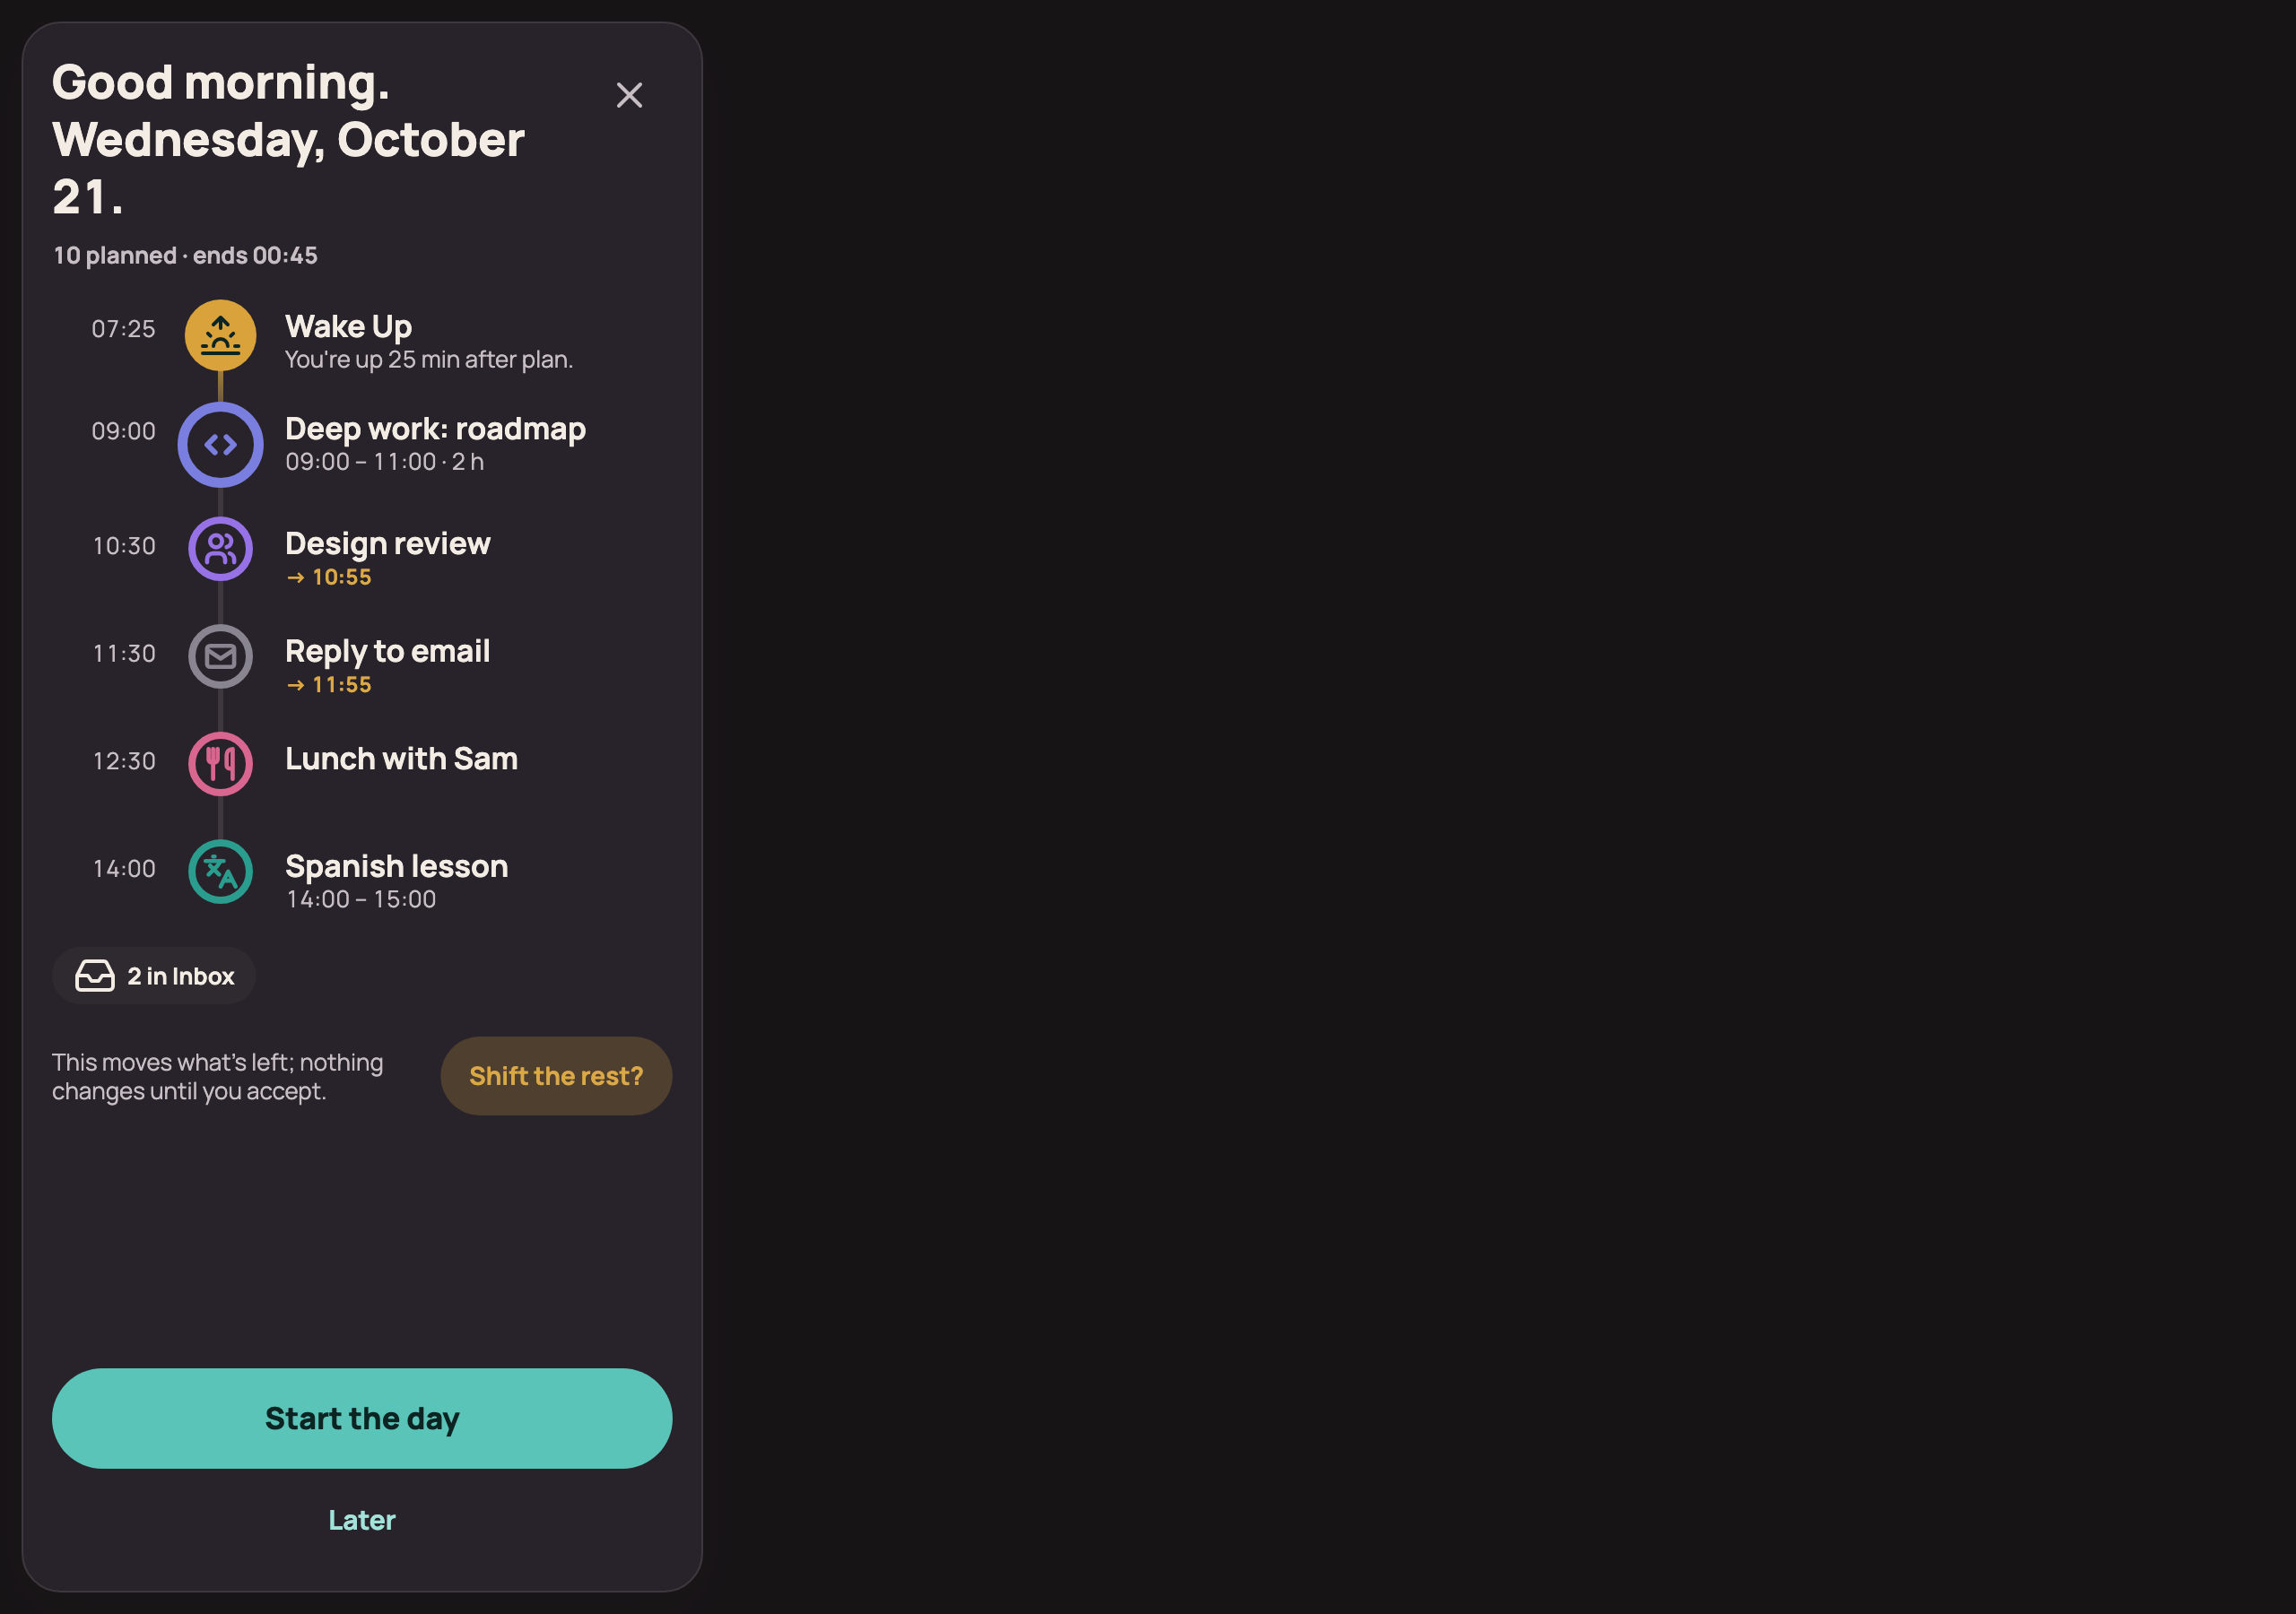 Good morning.
Wednesday, October
21.
10 planned · ends 00:45
07:25
Wake Up
You're up 25 min after plan.
09:00
Deep work: roadmap
09:00 – 11:00 · 2 h
10:30
Design review
→ 10:55
11:30
Reply to email
→ 11:55
12:30
Lunch with Sam
14:00
Spanish lesson
14:00 – 15:00
2 in Inbox
This moves what’s left; nothing
changes until you accept.
Shift the rest?
Start the day
Later